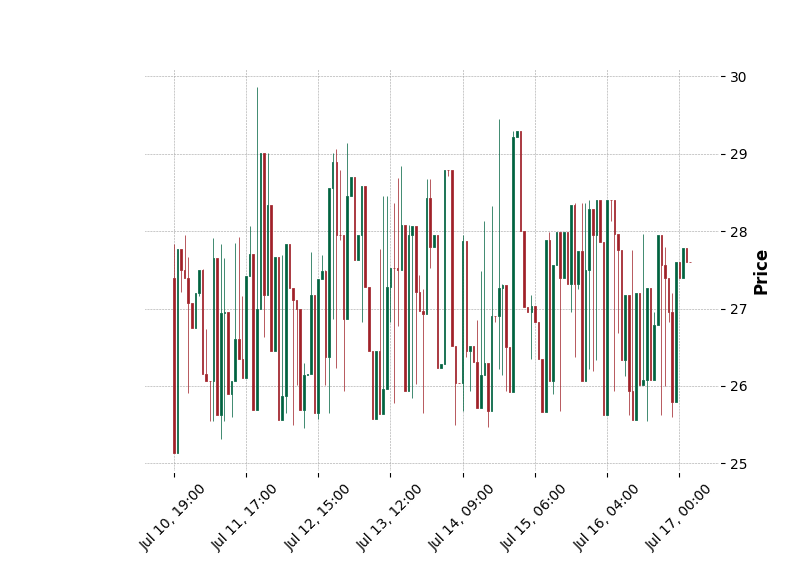 30
29
28
27
26
25
Price
Jul 10, 19:00
Jul 11, 17:00
Jul 12, 15:00
Jul 13, 12:00
Jul 14, 09:00
Jul 15, 06:00
Jul 16, 04:00
Jul 17, 00:00